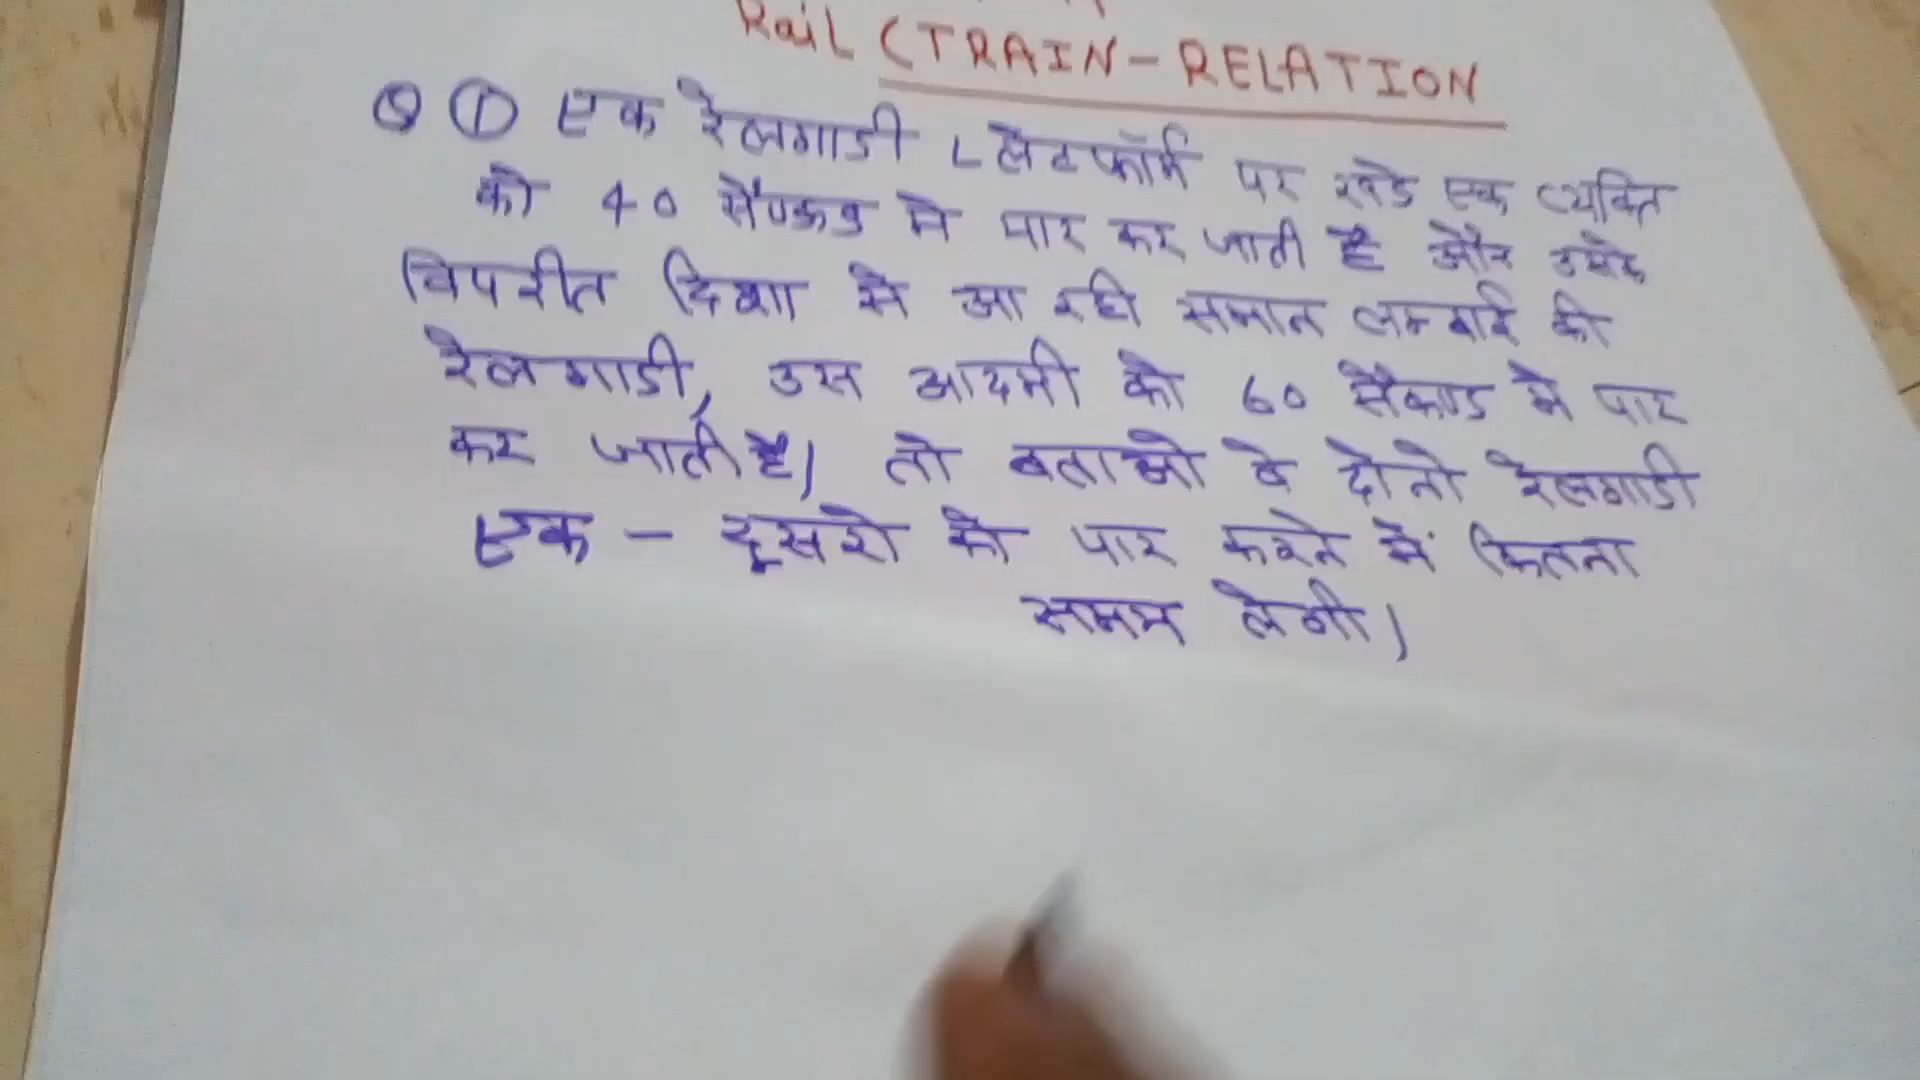 Rail (TRAIN - RELATION
Q ① एक रेलगाडी प्लेटफॉर्म पर खडे एक व्यक्ति
को 40 सैण्कड मे पार कर जाती है और उसके
विपरीत दिशा से आ रही समान लम्बाई की
रेलगाडी, उस आदमी को 60 सैकण्ड मे पार
कर जाती है। तो बताओ वे दोनो रेलगाडी
एक - दूसरो को पार करने में कितना
समय लेगी।